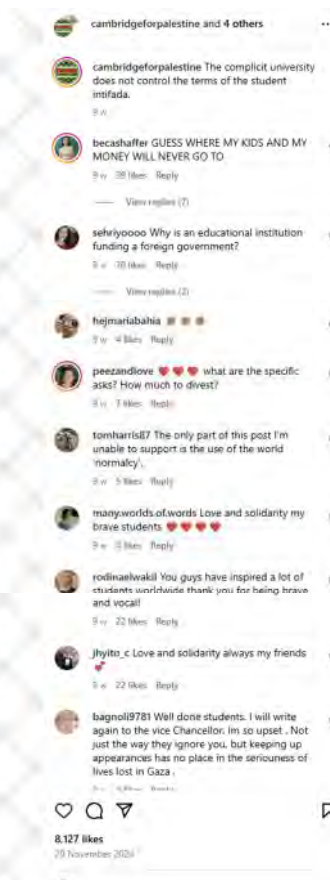 cambridgeforpalestine and 4 others
cambridgeforpalestine The complicit university
does not control the terms of the student
intifada.
9 w
becashaffer GUESS WHERE MY KIDS AND MY
MONEY WILL NEVER GO TO
9 w Reply
View replies (7)
sehriyoooo Why is an educational institution
funding a foreign government?
9 w likes Reply
View replies (2)
hejmariabahia
9 w 4 likes Reply
peezandlove ❤️❤️❤️ what are the specific
asks? How much to divest?
9 w likes Reply
tomharris87 The only part of this post I'm
unable to support is the use of the world
'normalcy'.
9 w 5 likes Reply
many.worlds.of.words Love and solidarity my
brave students ❤️❤️❤️❤️
9 w likes Reply
rodinaelwakil You guys have inspired a lot of
students worldwide thank you for being brave
and vocal!
9 w 22 likes Reply
jhyito_c Love and solidarity always my friends
💕
9 w 22 likes Reply
bagnoli9781 Well done students. I will write
again to the vice Chancellor. Im so upset . Not
just the way they ignore you, but keeping up
appearances has no place in the seriouness of
lives lost in Gaza .
8,127 likes
29 November 2024